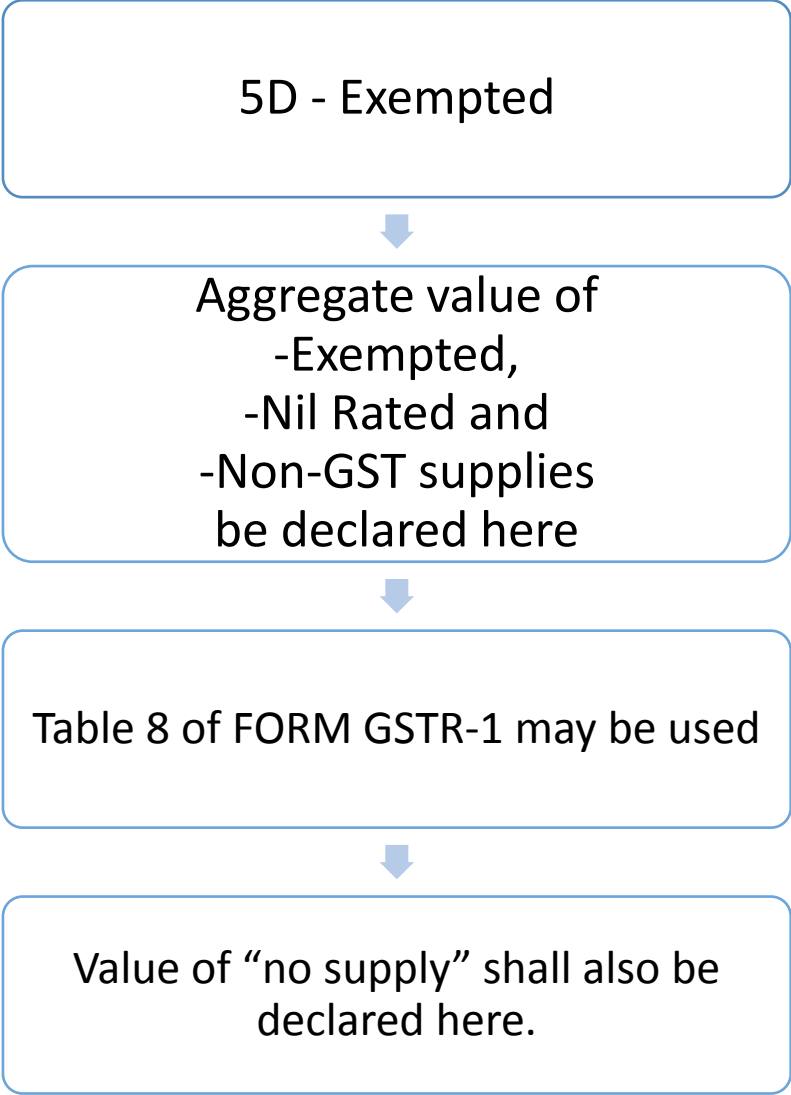 5D - Exempted
Aggregate value of
-Exempted,
-Nil Rated and
-Non-GST supplies
be declared here
Table 8 of FORM GSTR-1 may be used
Value of “no supply” shall also be
declared here.